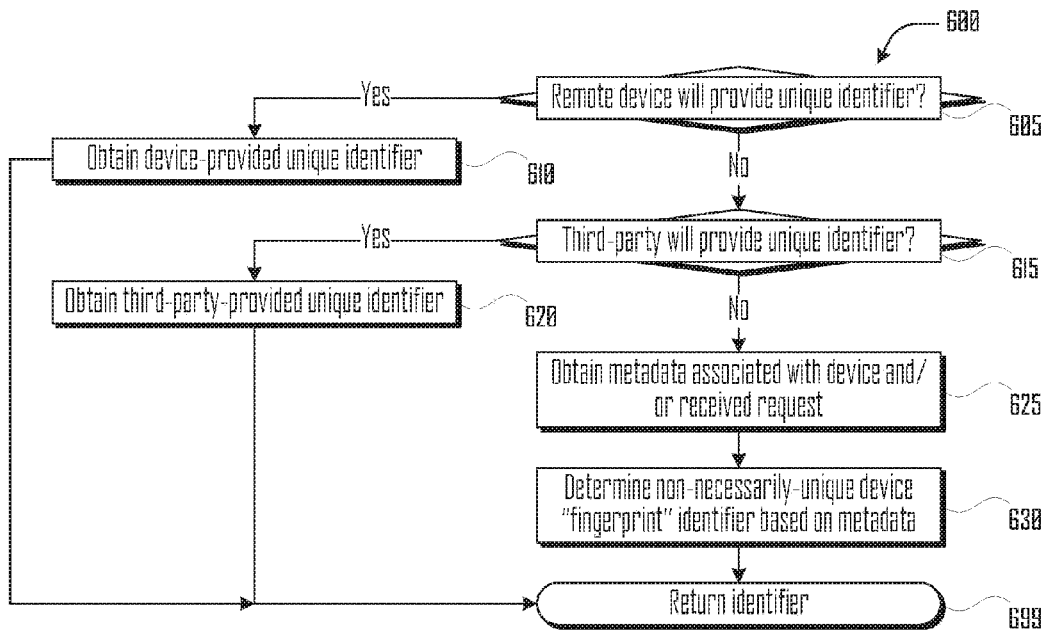 600
Remote device will provide unique identifier?
605
Yes
Obtain device-provided unique identifier
610
No
Third-party will provide unique identifier?
615
Yes
Obtain third-party-provided unique identifier
620
No
Obtain metadata associated with device and/
or received request
625
Determine non-necessarily-unique device
"fingerprint" identifier based on metadata
630
Return identifier
699